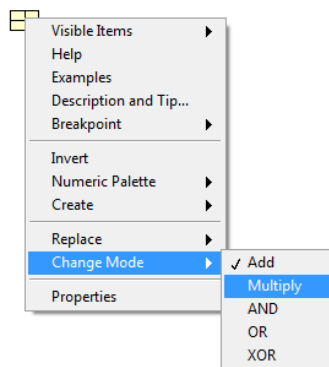 Visible Items
Help
Examples
Description and Tip...
Breakpoint
Invert
Numeric Palette
Create
Replace
Change Mode
Properties
Add
Multiply
AND
OR
XOR